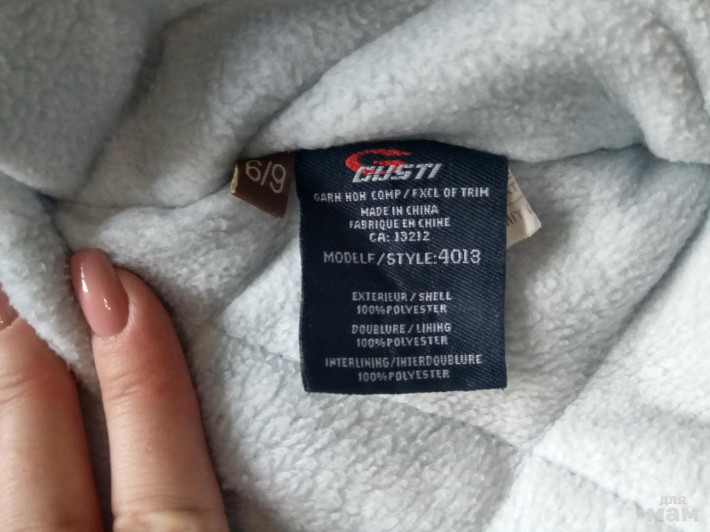 6/9
GUSTI
GARM NON COMP/EXCL OF TRIM
MADE IN CHINA
FABRIQUE EN CHINE
CA: 13212
MODELE/STYLE:4013
EXTERIEUR/SHELL
100%POLYESTER
DOUBLURE/LINING
100%POLYESTER
INTERLINING/INTERDOUBLURE
100%POLYESTER
для
мам